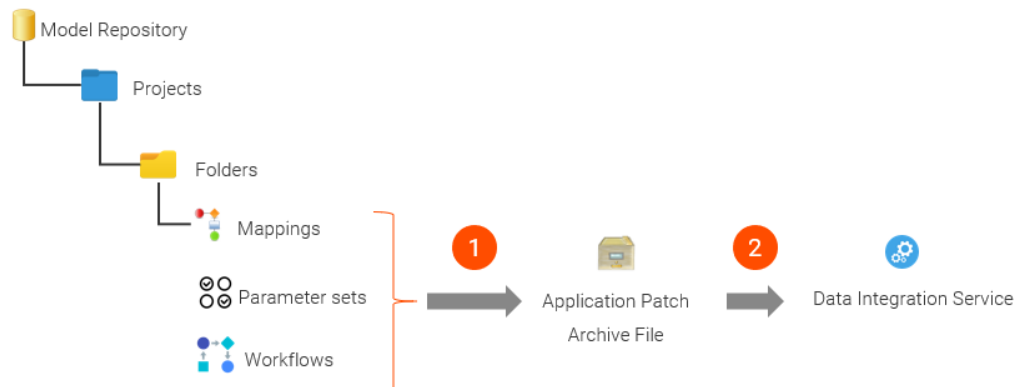 Model Repository
Projects
Folders
Mappings
Parameter sets
Workflows
1
Application Patch
Archive File
2
Data Integration Service